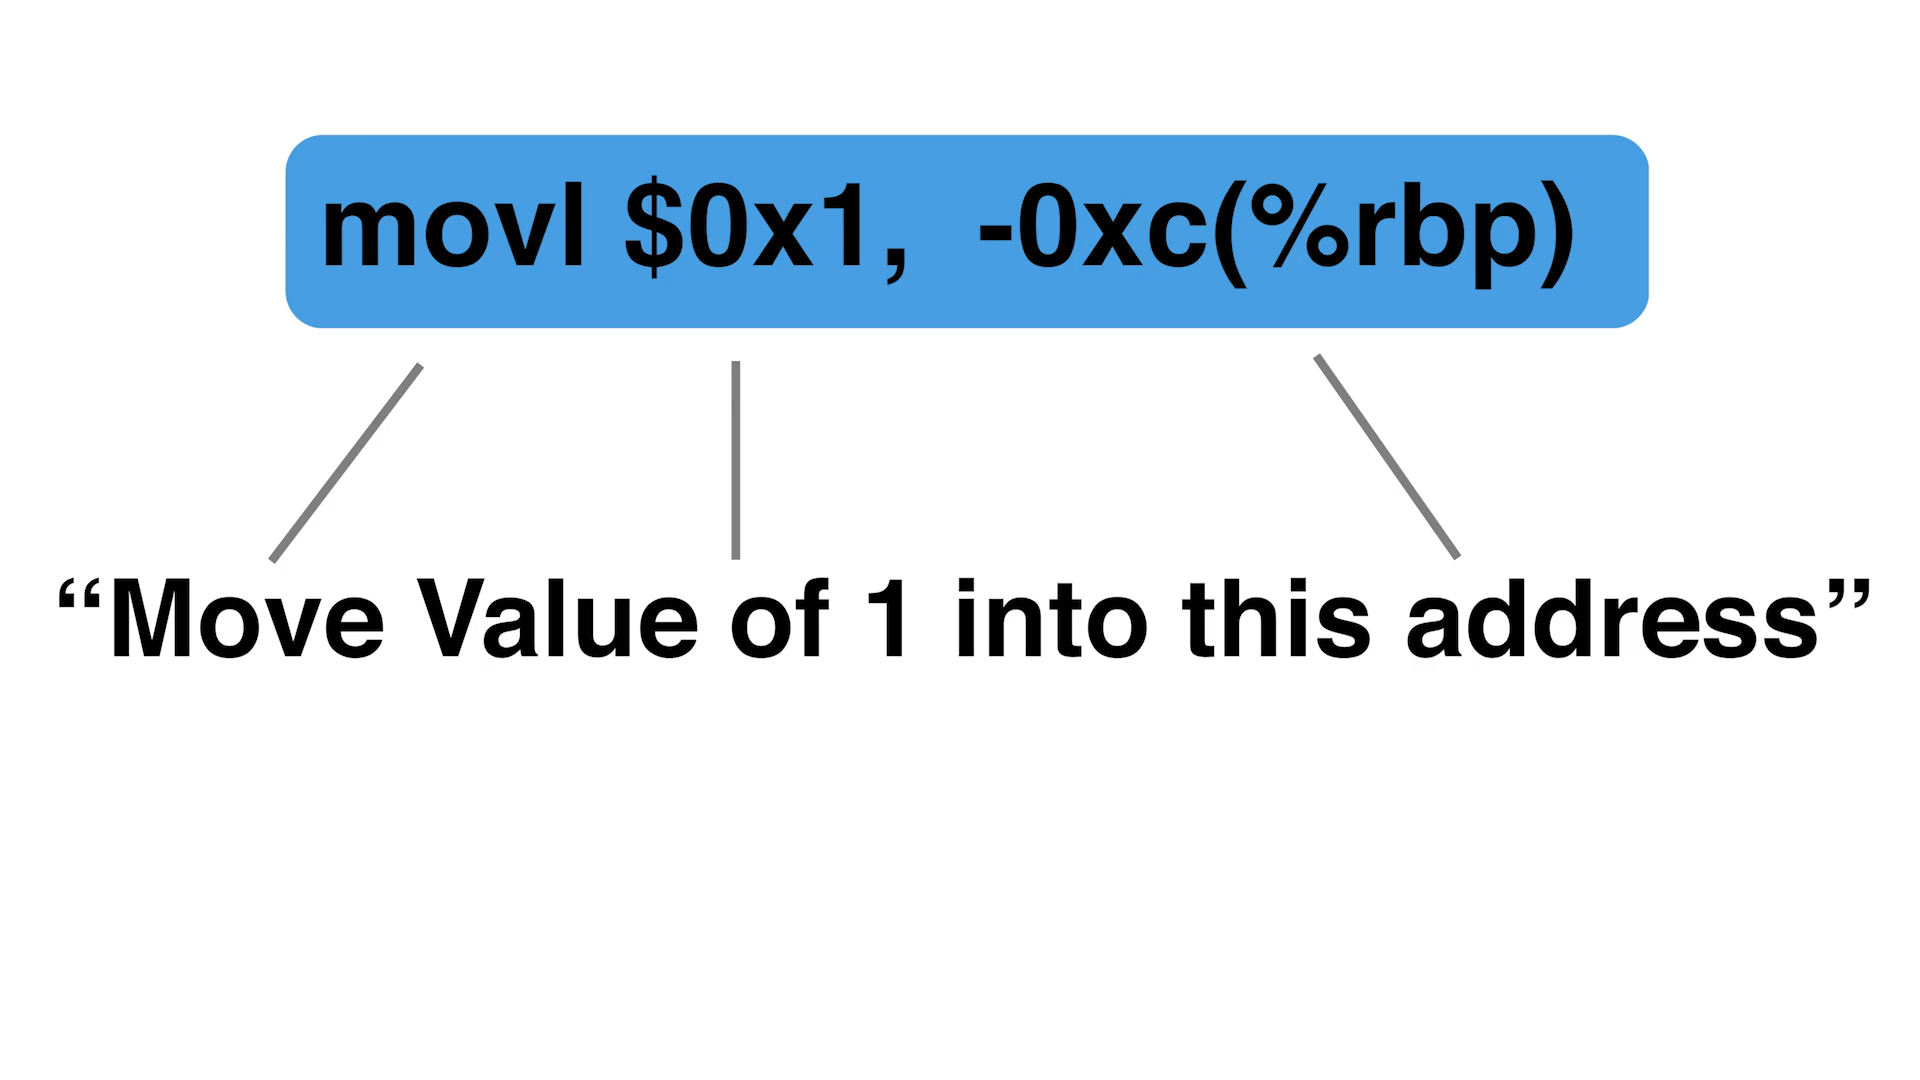 movl $0x1, -0xc(%rbp)
“Move Value of 1 into this address”